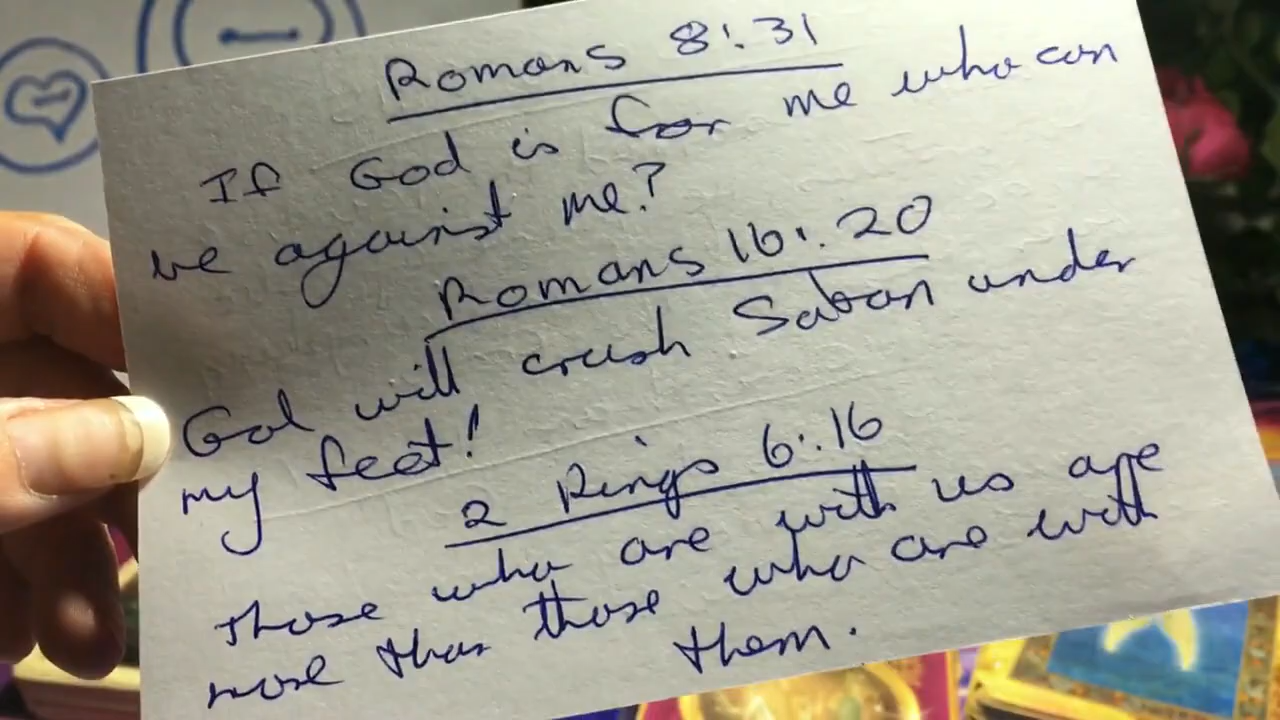 Romans 8:31
If God is for me who can
be against me?
Romans 16:20
God will crush Satan under
my feet!
2 Kings 6:16
Those who are with us are
more than those who are with
them.